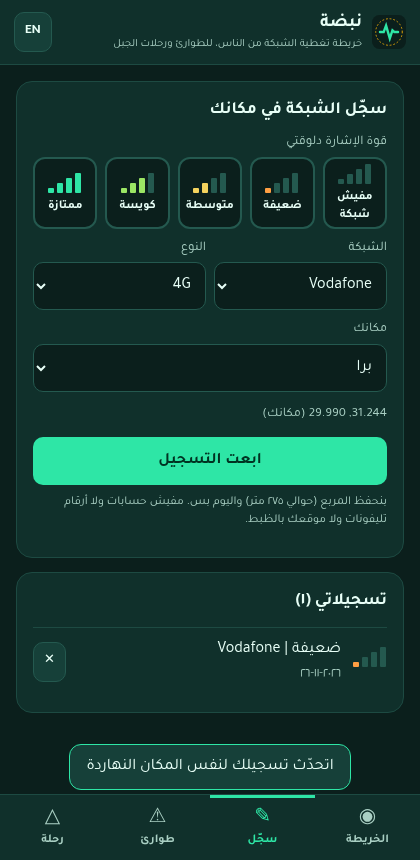 نبضة
خريطة تغطية الشبكة من الناس، للطوارئ ورحلات الجبل
EN
سجّل الشبكة في مكانك
قوة الإشارة دلوقتي
مفيش شبكة
ضعيفة
متوسطة
كويسة
ممتازة
الشبكة
النوع
Vodafone
4G
مكانك
برا
31.244, 29.990 (مكانك)
ابعت التسجيل
بنحفظ المربع (حوالي ٢٧٥ متر) واليوم بس. مفيش حسابات ولا أرقام
تليفونات ولا موقعك بالظبط.
تسجيلاتي (١)
ضعيفة | Vodafone
٢٠٢٦-١١-٢٦
×
اتحدّث تسجيلك لنفس المكان النهاردة
الخريطة
سجّل
طوارئ
رحلة